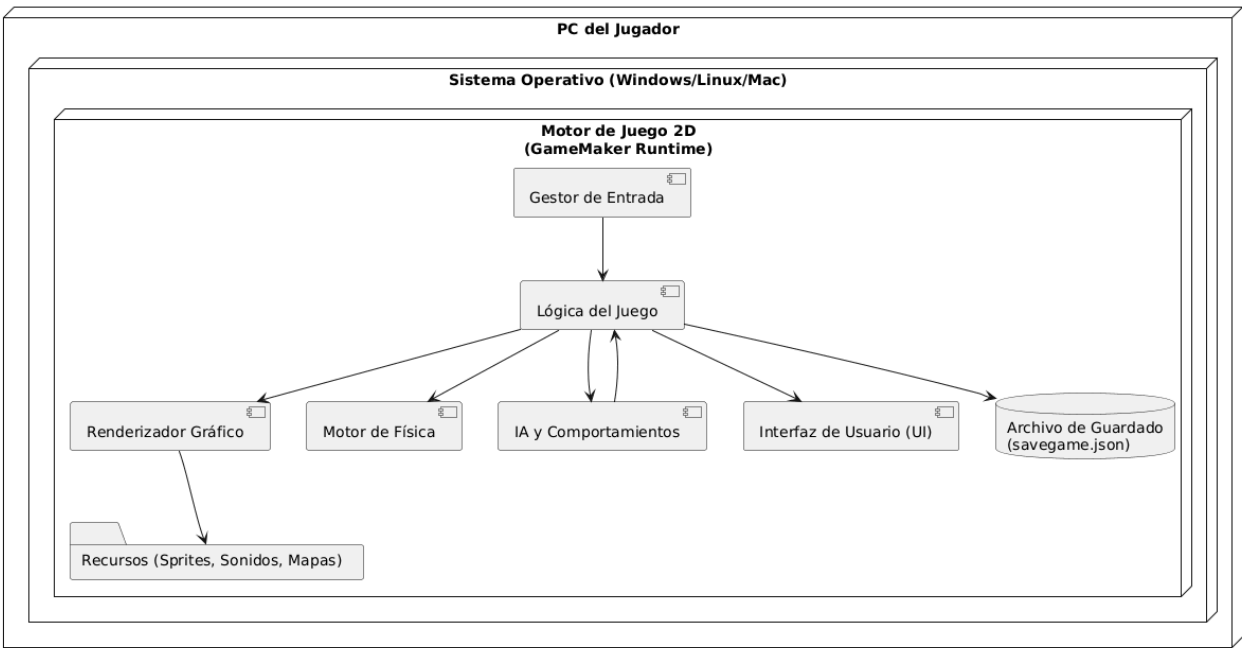 PC del Jugador
Sistema Operativo (Windows/Linux/Mac)
Motor de Juego 2D
(GameMaker Runtime)
Gestor de Entrada
Lógica del Juego
Renderizador Gráfico
Motor de Física
IA y Comportamientos
Interfaz de Usuario (UI)
Archivo de Guardado
(savegame.json)
Recursos (Sprites, Sonidos, Mapas)